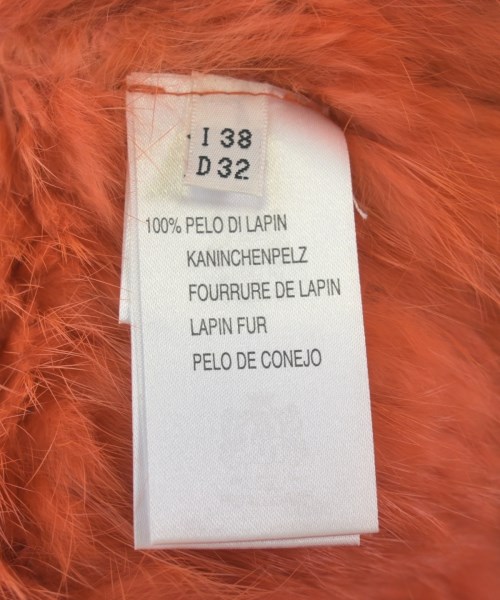 I 38
D 32
100% PELO DI LAPIN
KANINCHENPELZ
FOURRURE DE LAPIN
LAPIN FUR
PELO DE CONEJO